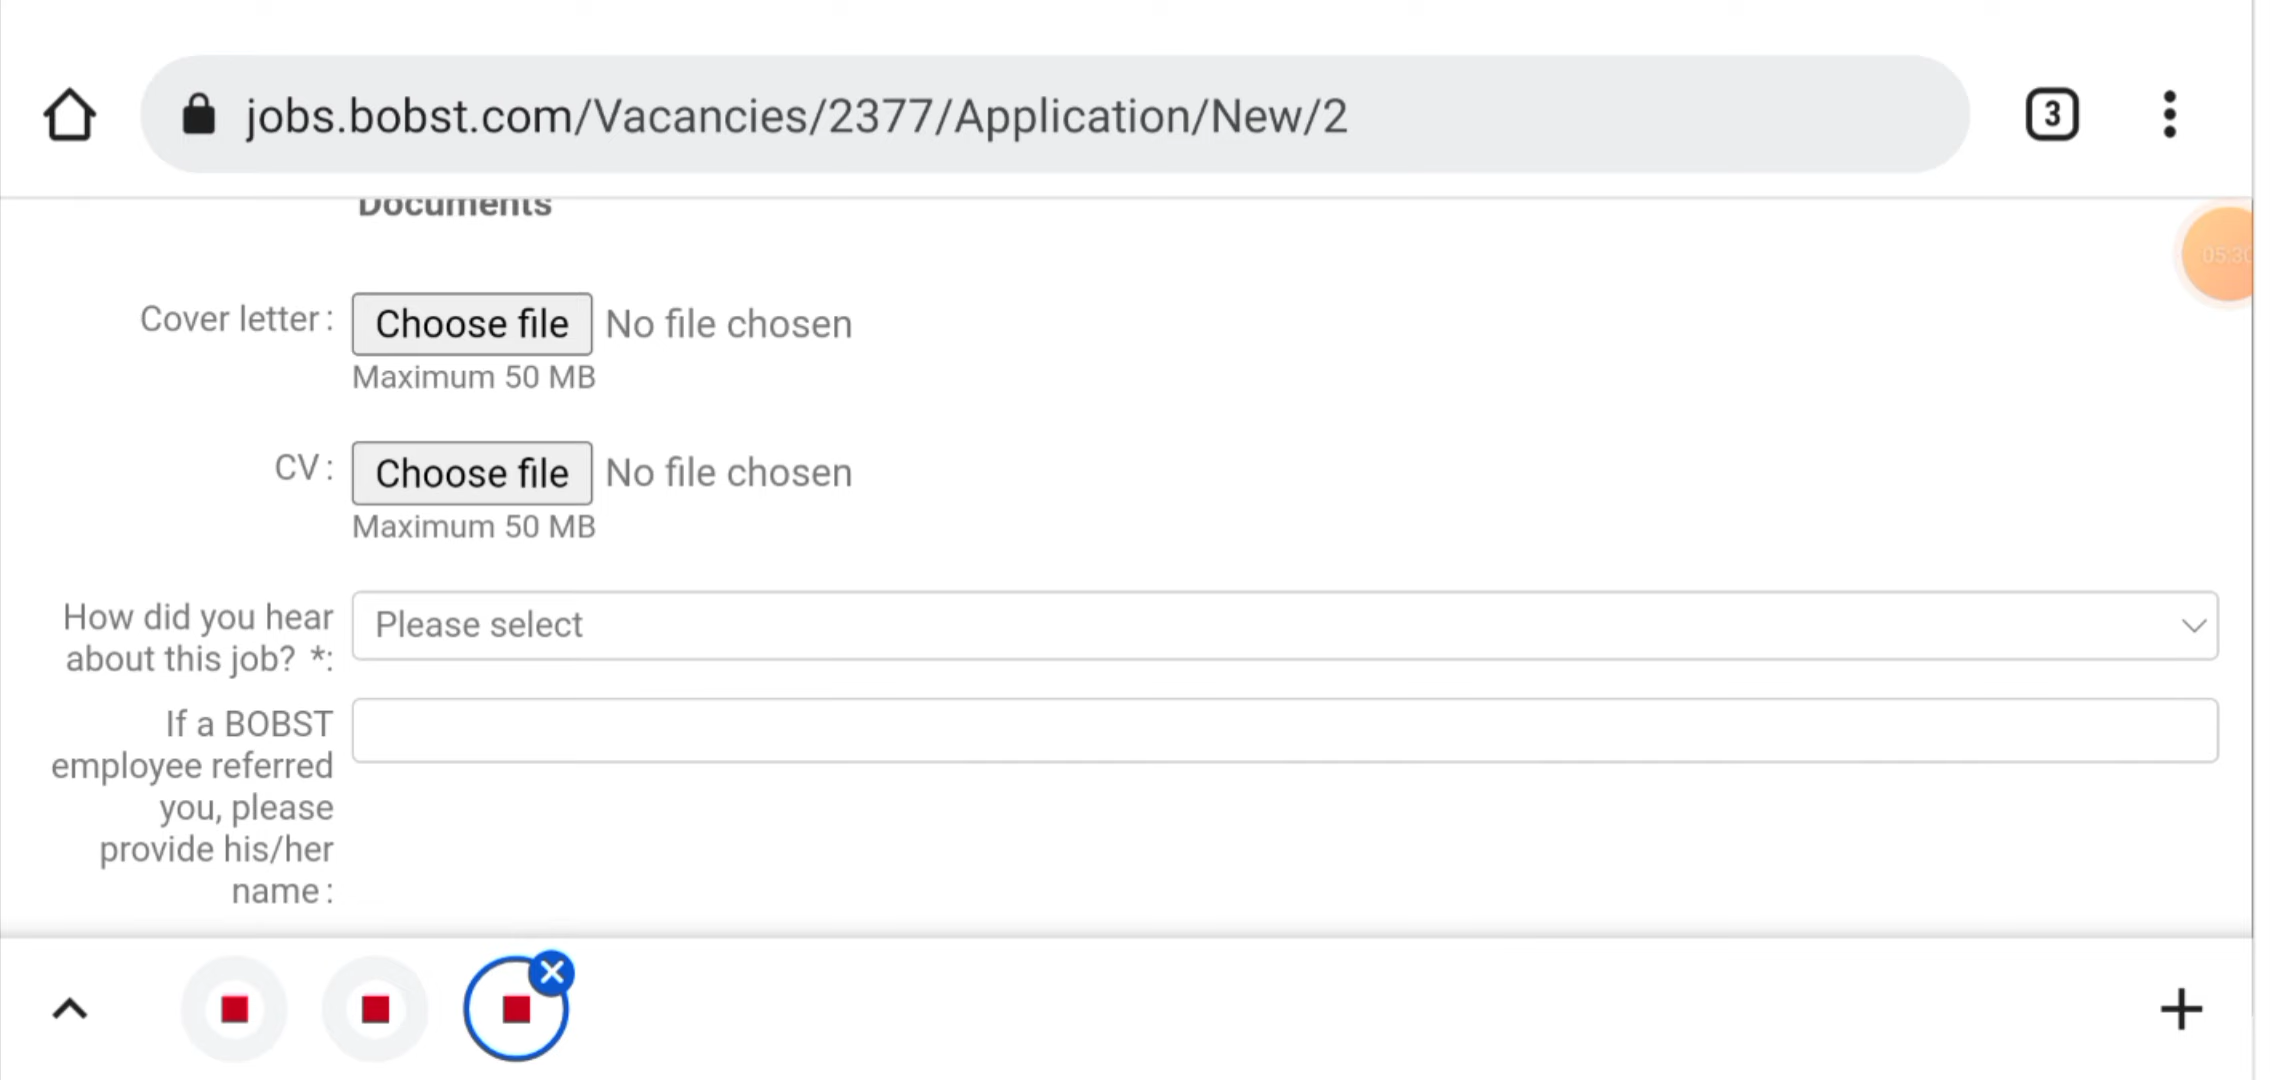 jobs.bobst.com/Vacancies/2377/Application/New/2
3
Documents
05:30
Cover letter :
Choose file No file chosen
Maximum 50 MB
CV :
Choose file No file chosen
Maximum 50 MB
How did you hear
about this job? *:
Please select
If a BOBST
employee referred
you, please
provide his/her
name :